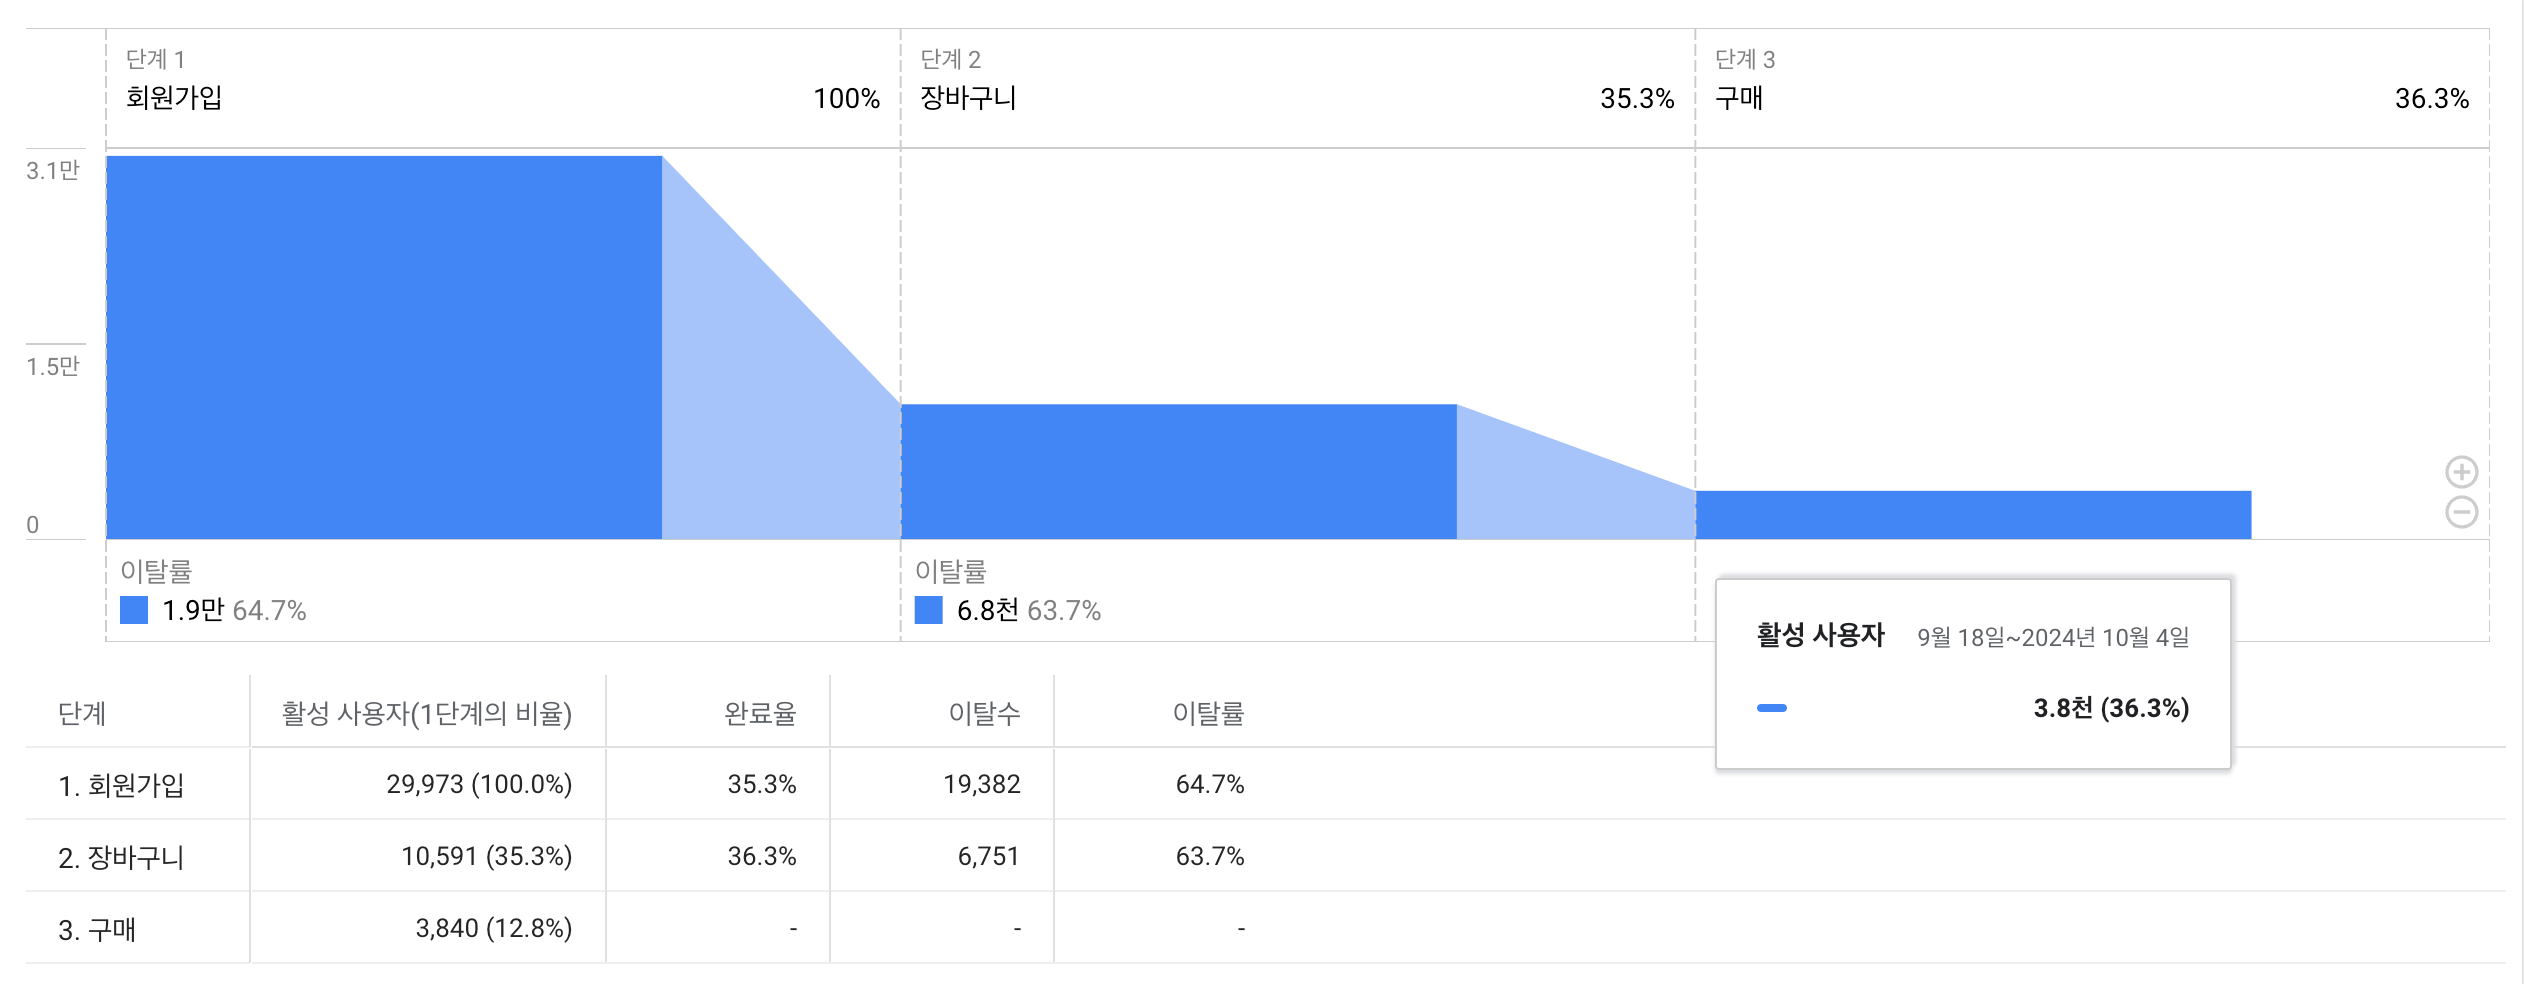 단계 1
회원가입 100%
단계 2
장바구니 35.3%
단계 3
구매 36.3%
3.1만
1.5만
0
이탈률
1.9만 64.7%
이탈률
6.8천 63.7%
활성 사용자 9월 18일~2024년 10월 4일
3.8천 (36.3%)
단계 활성 사용자(1단계의 비율) 완료율 이탈수 이탈률
1. 회원가입 29,973 (100.0%) 35.3% 19,382 64.7%
2. 장바구니 10,591 (35.3%) 36.3% 6,751 63.7%
3. 구매 3,840 (12.8%) - - -